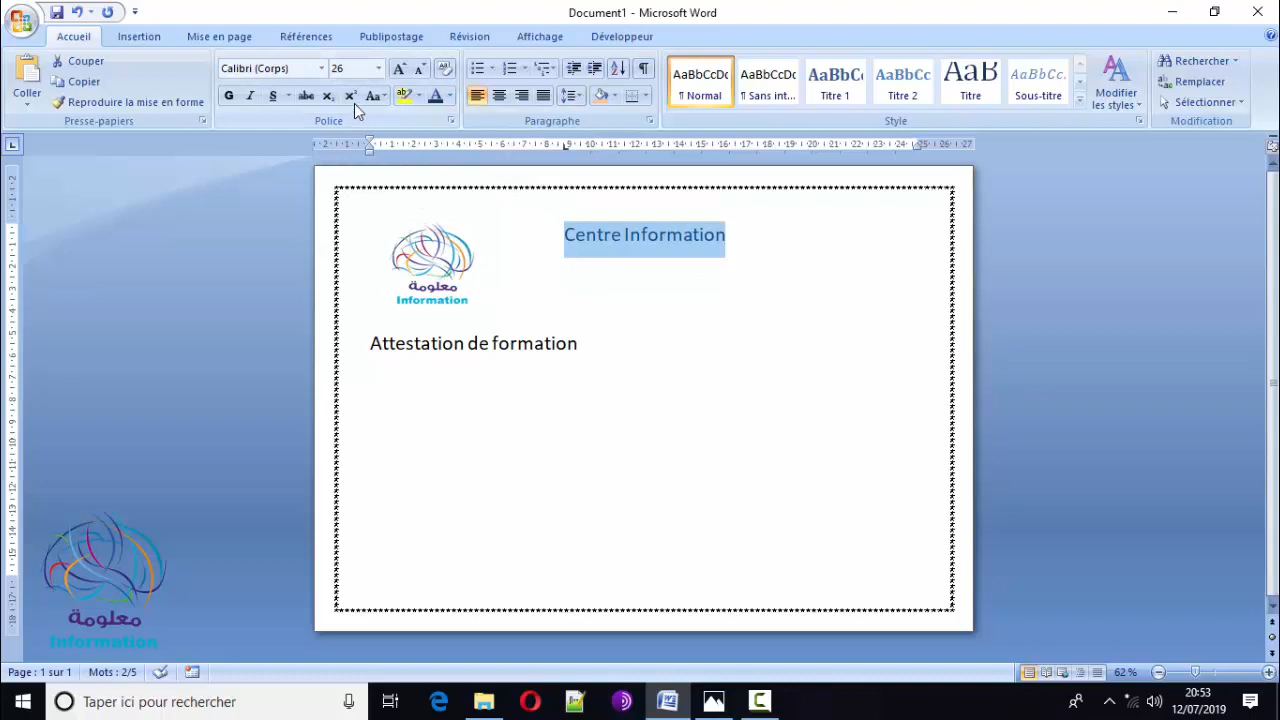 Document1 - Microsoft Word
Accueil Insertion Mise en page Références Publipostage Révision Affichage Développeur
Coller
Couper
Copier
Reproduire la mise en forme
Presse-papiers
Calibri (Corps) 26
Police
Paragraphe
AaBbCcDc AaBbCcDc AaBbCc AaBbCc AaB AaBbCc.
¶ Normal ¶ Sans int... Titre 1 Titre 2 Titre Sous-titre
Style
Modifier les styles
Rechercher
Remplacer
Sélectionner
Modification
Centre Information
معلومة
Information
Attestation de formation
معلومة
Information
Page : 1 sur 1 Mots : 2/5 62 %
Taper ici pour rechercher
20:53
12/07/2019